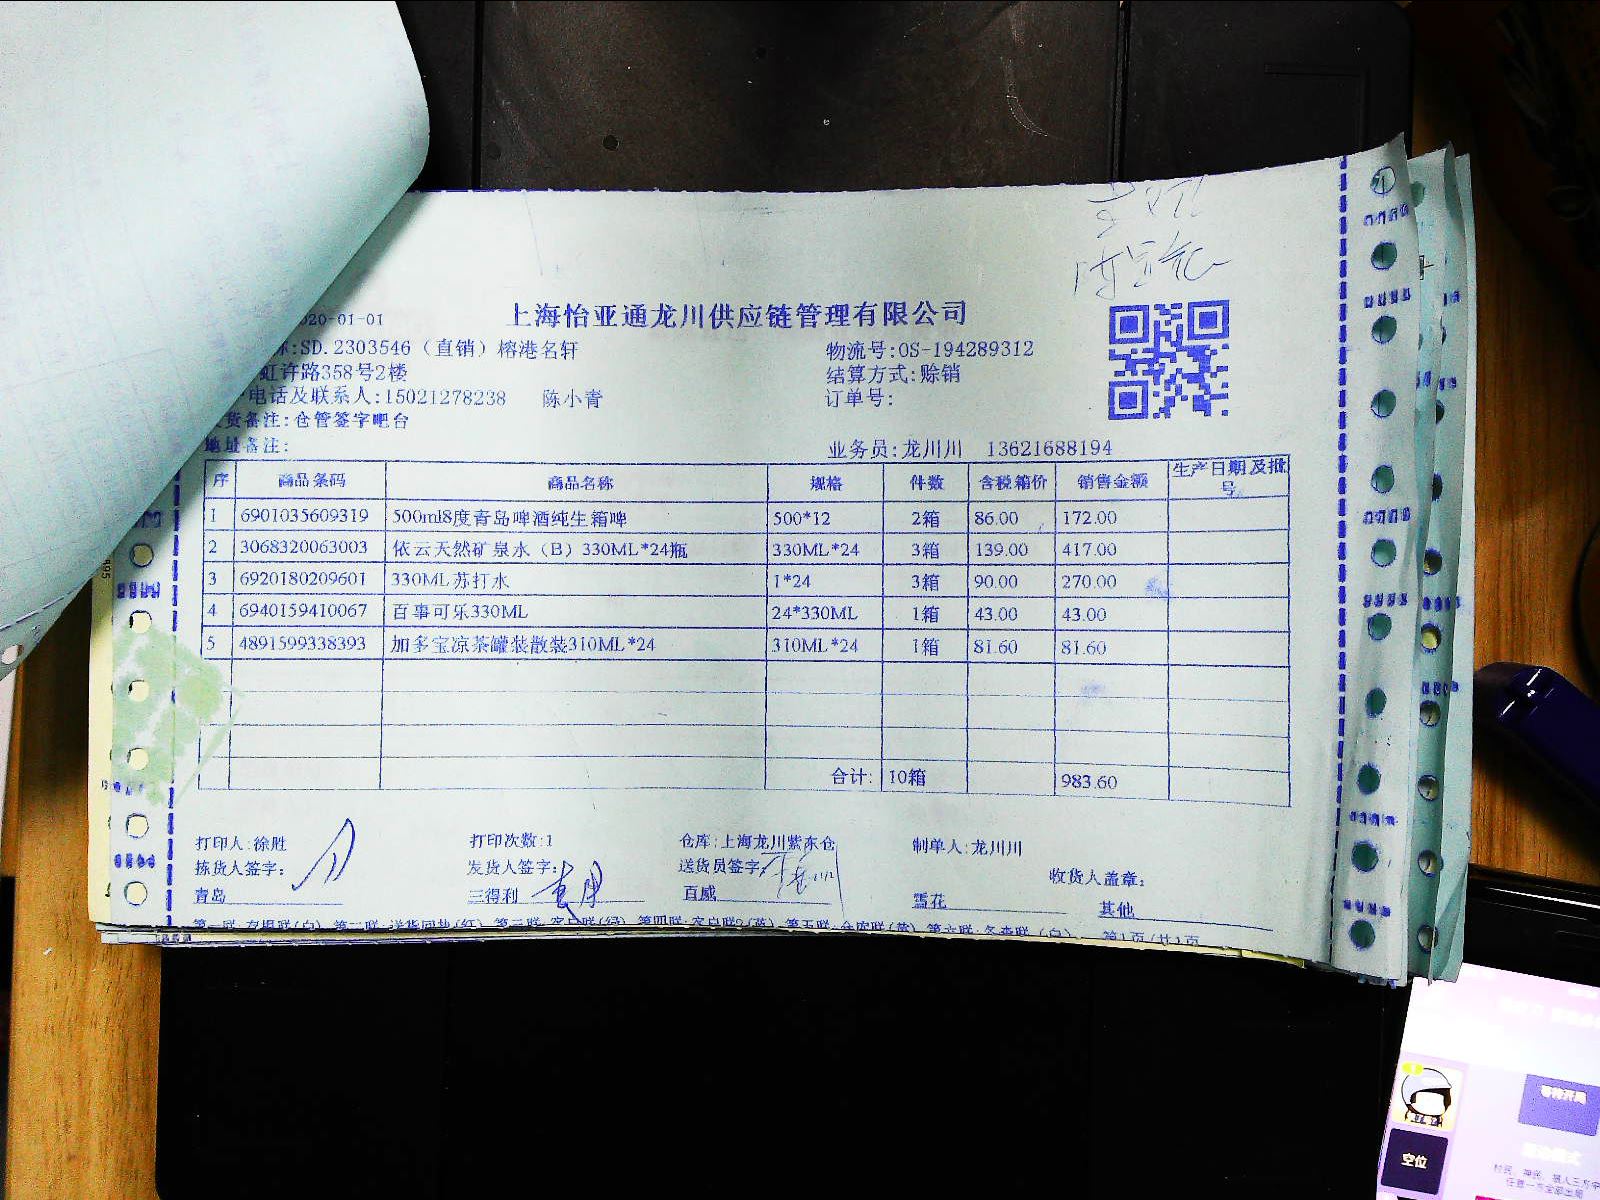 020-01-01 上海怡亚通龙川供应链管理有限公司
:SD.2303546（直销）榕港名轩 物流号:OS-194289312
虹许路358号2楼 结算方式:赊销
电话及联系人:15021278238 陈小青 订单号:
货备注:仓管签字吧台
地址备注: 业务员:龙川川 13621688194
序 商品条码 商品名称 规格 件数 含税箱价 销售金额 生产日期及批号
1 6901035609319 500ml8度青岛啤酒纯生箱啤 500*12 2箱 86.00 172.00
2 3068320063003 依云天然矿泉水（B）330ML*24瓶 330ML*24 3箱 139.00 417.00
3 6920180209601 330ML苏打水 1*24 3箱 90.00 270.00
4 6940159410067 百事可乐330ML 24*330ML 1箱 43.00 43.00
5 4891599338393 加多宝凉茶罐装散装310ML*24 310ML*24 1箱 81.60 81.60
合计: 10箱 983.60
打印人:徐胜 打印次数:1 仓库:上海龙川紫东仓 制单人:龙川川
拣货人签字: 发货人签字: 送货员签字: 收货人盖章:
青岛 三得利 百威 雪花 其他
第1页/共1页
空位